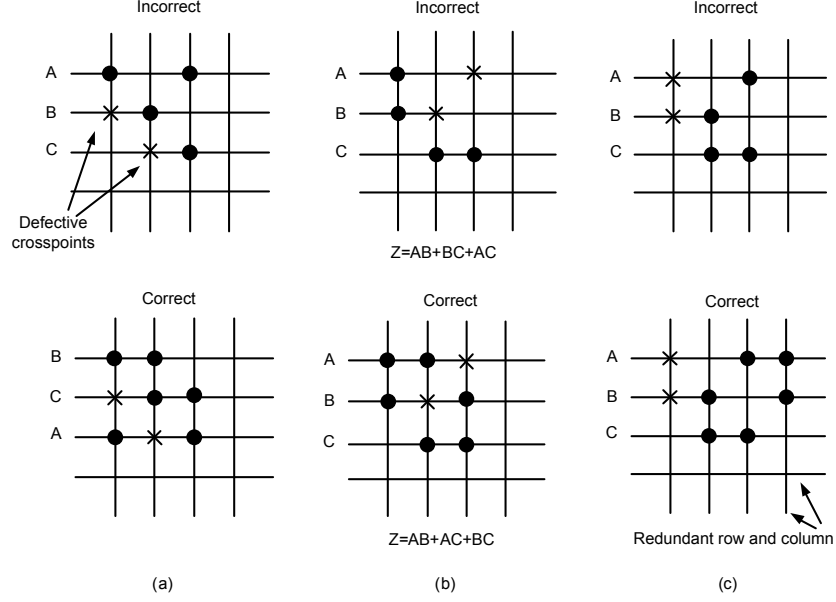 Incorrect
Incorrect
Incorrect
A
B
C
Defective
crosspoints
A
B
C
Z=AB+BC+AC
A
B
C
Correct
Correct
Correct
B
C
A
A
B
C
Z=AB+AC+BC
A
B
C
Redundant row and column
(a)
(b)
(c)